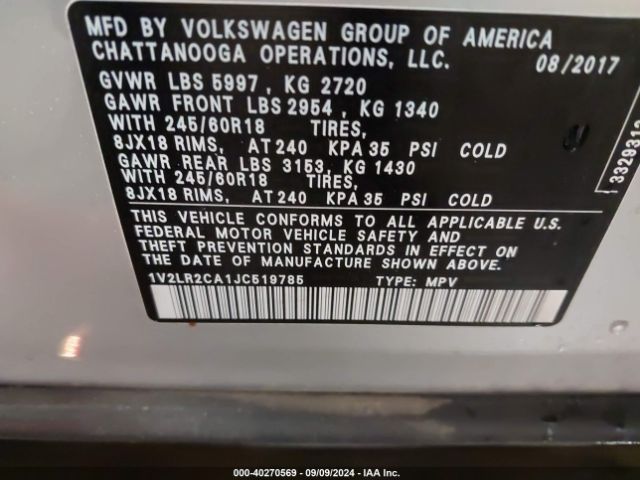 MFD BY VOLKSWAGEN GROUP OF AMERICA
CHATTANOOGA OPERATIONS, LLC. 08/2017
GVWR LBS 5997 , KG 2720
GAWR FRONT LBS 2954 , KG 1340
WITH 245/60R18 TIRES,
8JX18 RIMS, AT 240 KPA 35 PSI COLD
GAWR REAR LBS 3153, KG 1430
WITH 245/60R18 TIRES,
8JX18 RIMS, AT 240 KPA 35 PSI COLD
THIS VEHICLE CONFORMS TO ALL APPLICABLE U.S.
FEDERAL MOTOR VEHICLE SAFETY AND
THEFT PREVENTION STANDARDS IN EFFECT ON
THE DATE OF MANUFACTURE SHOWN ABOVE.
1V2LR2CA1JC519785 TYPE: MPV
000-40270569 - 09/09/2024 - IAA Inc.